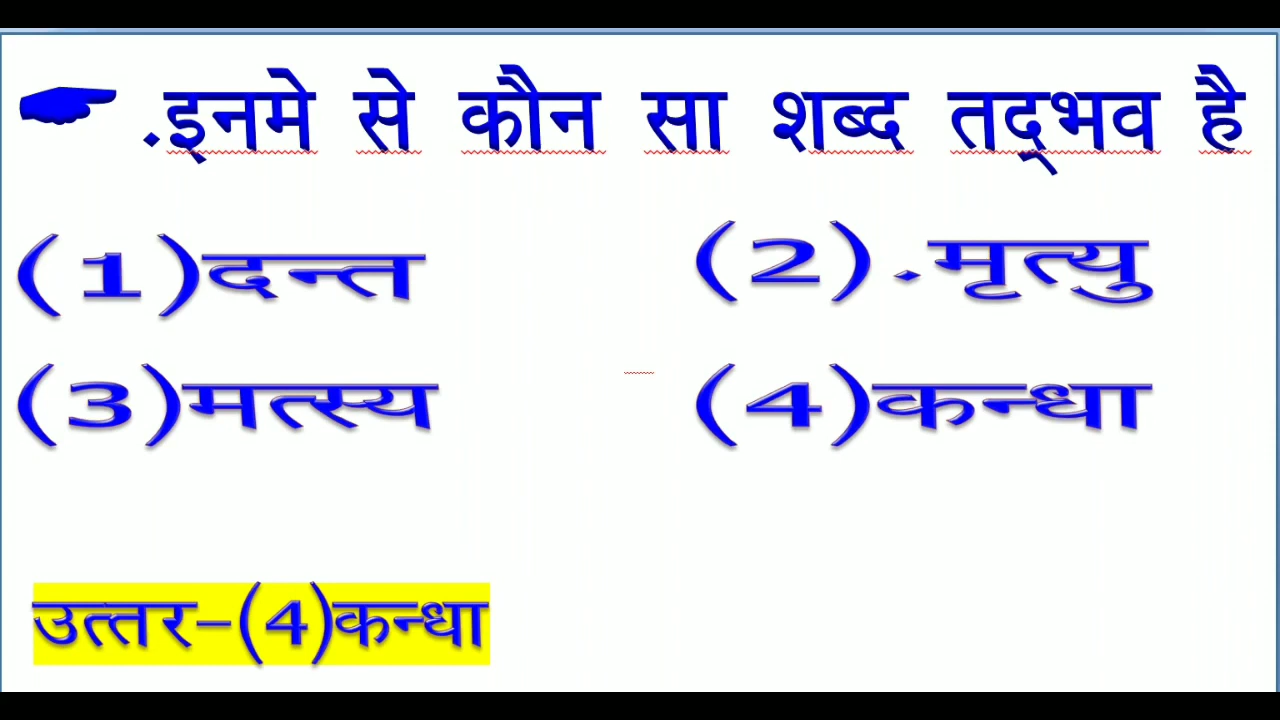 .इनमे से कौन सा शब्द तद्भव है
(1)दन्त (2).मृत्यु
(3)मत्स्य (4)कन्धा
उत्तर-(4)कन्धा